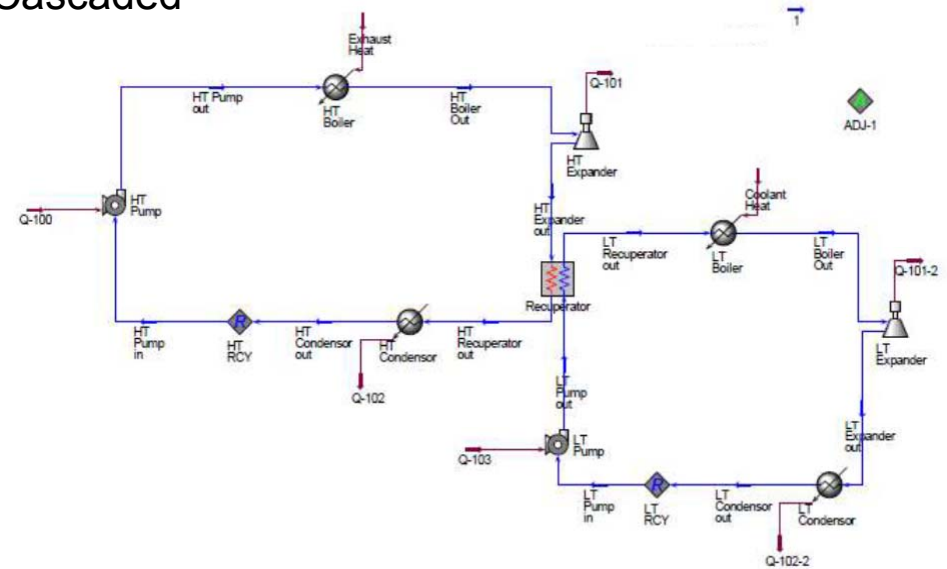 Cascaded
1
Exhaust
Heat
Q-101
HT Pump
out
HT
Boiler
HT
Boiler
Out
A
ADJ-1
HT
Expander
Q-100
HT
Pump
HT
Expander
out
Coolant
Heat
LT
Recuperator
out
LT
Boiler
LT
Boiler
Out
Q-101-2
Recuperator
LT
Expander
HT
Pump
in
R
HT
RCY
HT
Condensor
out
HT
Condensor
HT
Recuperator
out
Q-102
LT
Pump
out
LT
Expander
out
Q-103
LT
Pump
LT
Pump
in
R
LT
RCY
LT
Condensor
out
LT
Condensor
Q-102-2